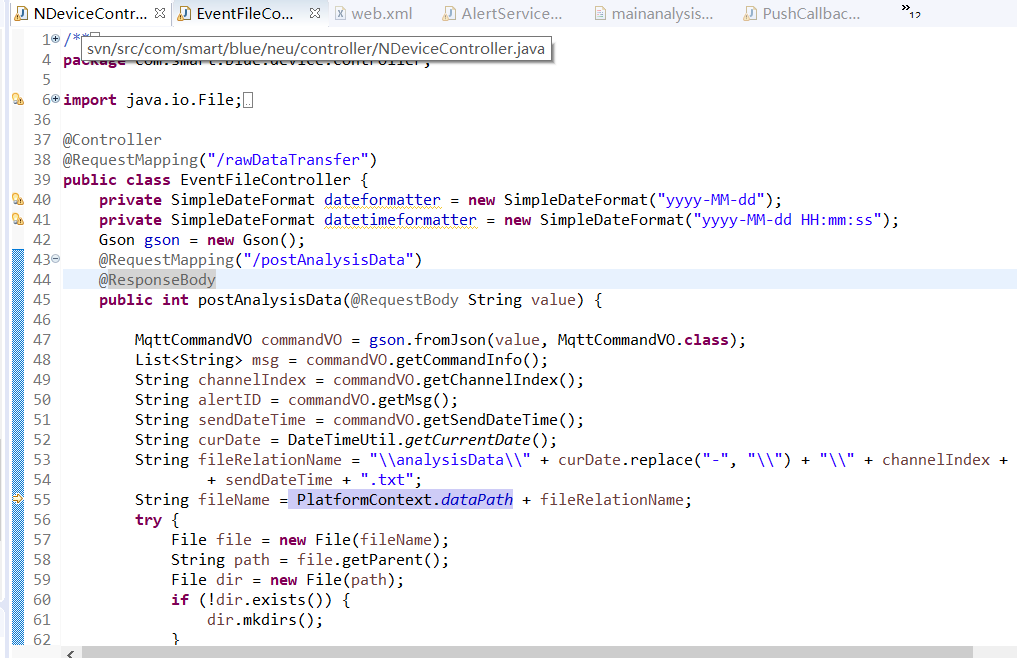 NDeviceContr... EventFileCo... web.xml AlertService... mainanalysis... PushCallbac... »12
1 /**
svn/src/com/smart/blue/neu/controller/NDeviceController.java
4 package com.smart.blue.device.controller;
5
6 import java.io.File;
36
37 @Controller
38 @RequestMapping("/rawDataTransfer")
39 public class EventFileController {
40 private SimpleDateFormat dateformatter = new SimpleDateFormat("yyyy-MM-dd");
41 private SimpleDateFormat datetimeformatter = new SimpleDateFormat("yyyy-MM-dd HH:mm:ss");
42 Gson gson = new Gson();
43 @RequestMapping("/postAnalysisData")
44 @ResponseBody
45 public int postAnalysisData(@RequestBody String value) {
46
47 MqttCommandVO commandVO = gson.fromJson(value, MqttCommandVO.class);
48 List<String> msg = commandVO.getCommandInfo();
49 String channelIndex = commandVO.getChannelIndex();
50 String alertID = commandVO.getMsg();
51 String sendDateTime = commandVO.getSendDateTime();
52 String curDate = DateTimeUtil.getCurrentDate();
53 String fileRelationName = "\\analysisData\\" + curDate.replace("-", "\\") + "\\" + channelIndex +
54 + sendDateTime + ".txt";
55 String fileName = PlatformContext.dataPath + fileRelationName;
56 try {
57 File file = new File(fileName);
58 String path = file.getParent();
59 File dir = new File(path);
60 if (!dir.exists()) {
61 dir.mkdirs();
62 }